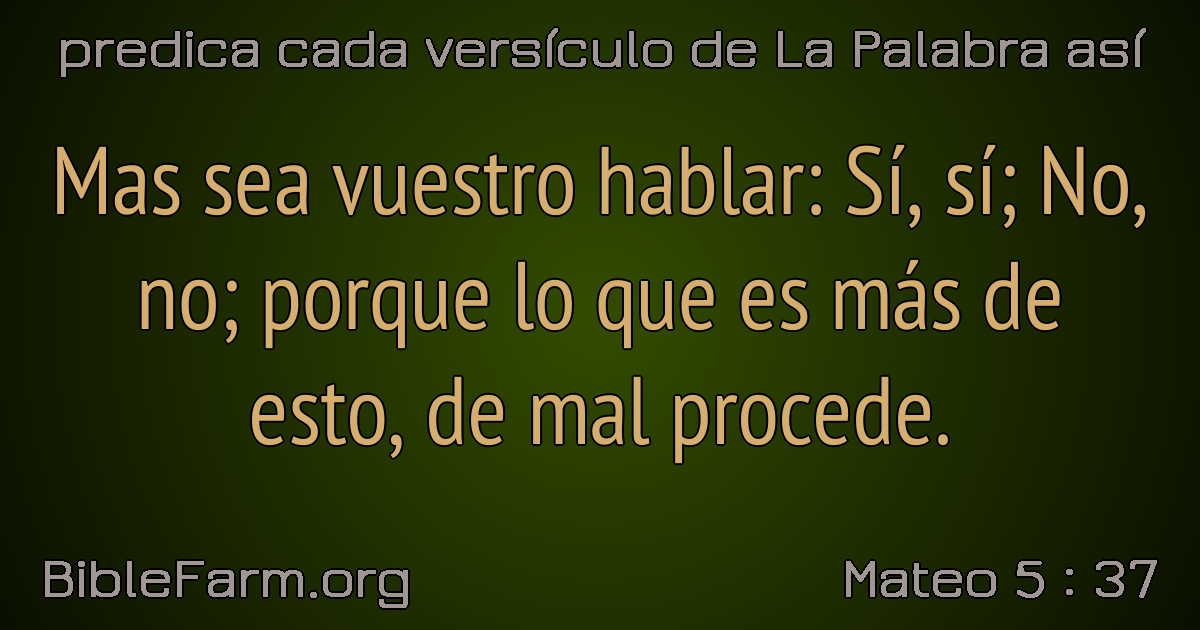 predica cada versículo de La Palabra así
Mas sea vuestro hablar: Sí, sí; No,
no; porque lo que es más de
esto, de mal procede.
BibleFarm.org
Mateo 5 : 37